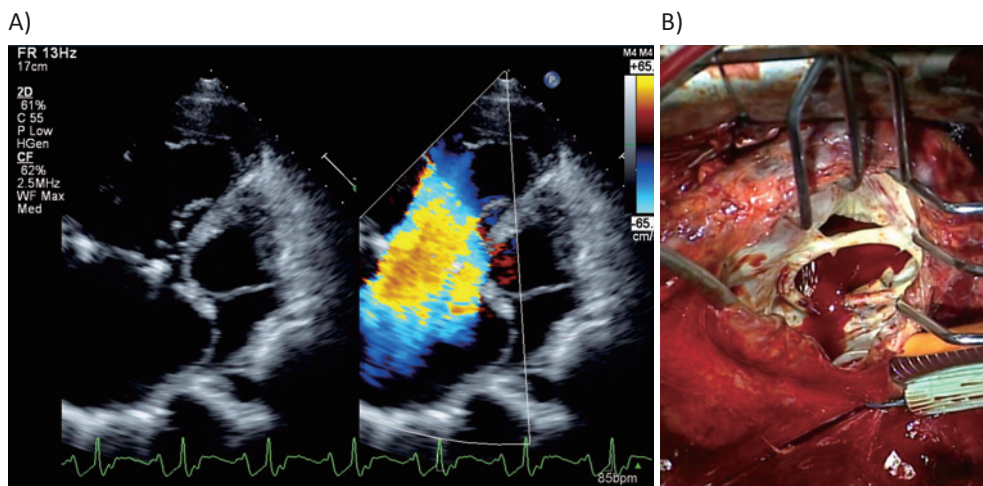 A)
B)
FR 13Hz
17cm
2D
61%
C 55
P Low
HGen
CF
62%
2.5MHz
WF Max
Med
P
M4 M4
+65.
-65.
cm/s
85bpm